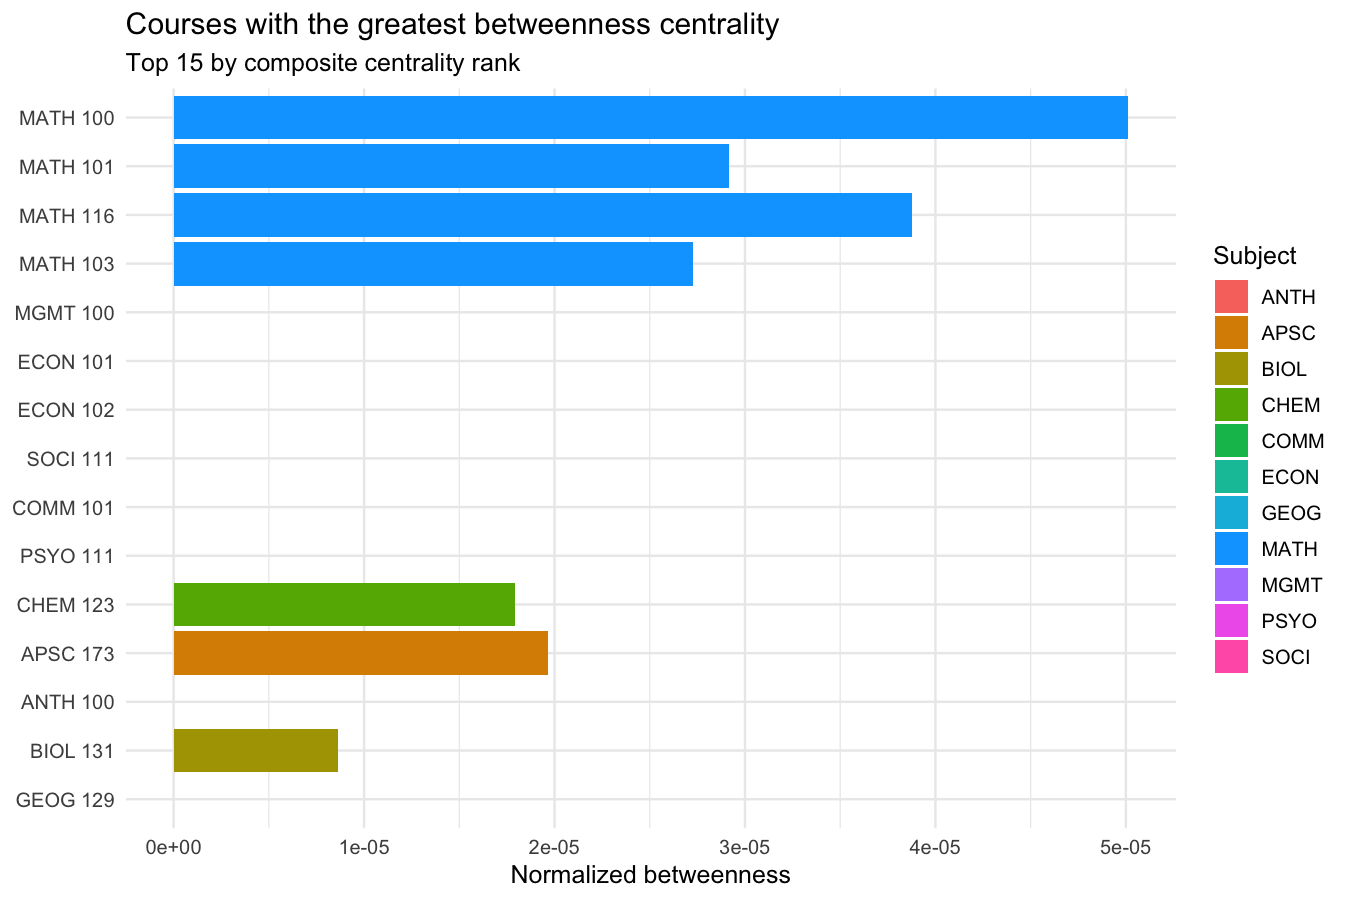 Courses with the greatest betweenness centrality
Top 15 by composite centrality rank
MATH 100
MATH 101
MATH 116
MATH 103
MGMT 100
ECON 101
ECON 102
SOCI 111
COMM 101
PSYO 111
CHEM 123
APSC 173
ANTH 100
BIOL 131
GEOG 129
0e+00 1e-05 2e-05 3e-05 4e-05 5e-05
Normalized betweenness
Subject
ANTH
APSC
BIOL
CHEM
COMM
ECON
GEOG
MATH
MGMT
PSYO
SOCI